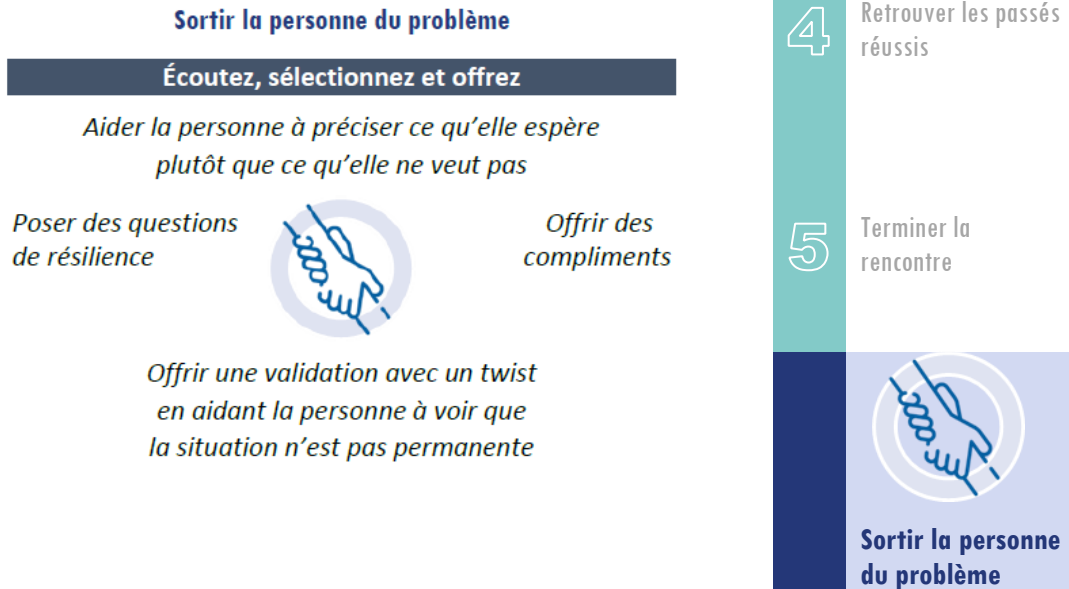 Sortir la personne du problème
Écoutez, sélectionnez et offrez
Aider la personne à préciser ce qu'elle espère
plutôt que ce qu'elle ne veut pas
Poser des questions
de résilience
Offrir des
compliments
Offrir une validation avec un twist
en aidant la personne à voir que
la situation n'est pas permanente
4
Retrouver les passés
réussis
5
Terminer la
rencontre
Sortir la personne
du problème